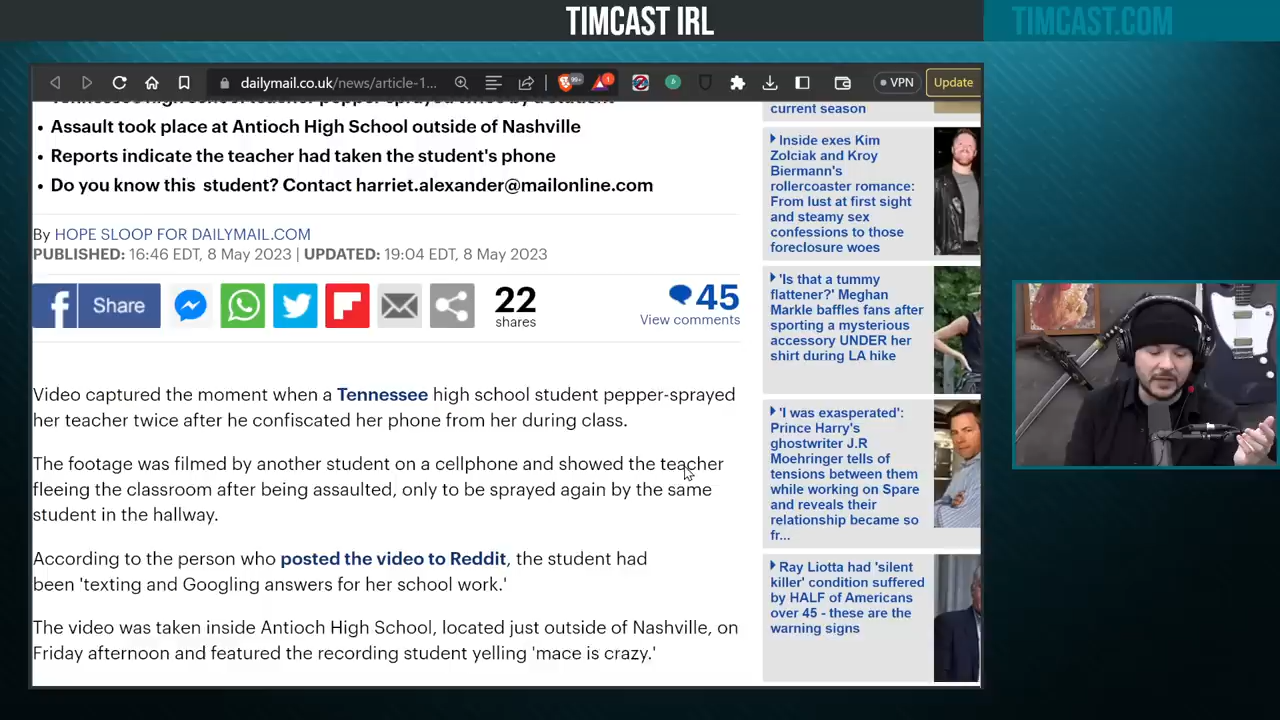 TIMCAST IRL
TIMCAST.COM
dailymail.co.uk/news/article-1...
99+
1
VPN
Update
Tennessee high school teacher pepper-sprayed twice by a student
• Assault took place at Antioch High School outside of Nashville
• Reports indicate the teacher had taken the student's phone
• Do you know this student? Contact harriet.alexander@mailonline.com
By HOPE SLOOP FOR DAILYMAIL.COM
PUBLISHED: 16:46 EDT, 8 May 2023 | UPDATED: 19:04 EDT, 8 May 2023
Share
22
shares
45
View comments
Video captured the moment when a Tennessee high school student pepper-sprayed
her teacher twice after he confiscated her phone from her during class.
The footage was filmed by another student on a cellphone and showed the teacher
fleeing the classroom after being assaulted, only to be sprayed again by the same
student in the hallway.
According to the person who posted the video to Reddit, the student had
been 'texting and Googling answers for her school work.'
The video was taken inside Antioch High School, located just outside of Nashville, on
Friday afternoon and featured the recording student yelling 'mace is crazy.'
current season
Inside exes Kim
Zolciak and Kroy
Biermann's
rollercoaster romance:
From lust at first sight
and steamy sex
confessions to those
foreclosure woes
'Is that a tummy
flattener?' Meghan
Markle baffles fans after
sporting a mysterious
accessory UNDER her
shirt during LA hike
'I was exasperated':
Prince Harry's
ghostwriter J.R
Moehringer tells of
tensions between them
while working on Spare
and reveals their
relationship became so
fr...
Ray Liotta had 'silent
killer' condition suffered
by HALF of Americans
over 45 - these are the
warning signs